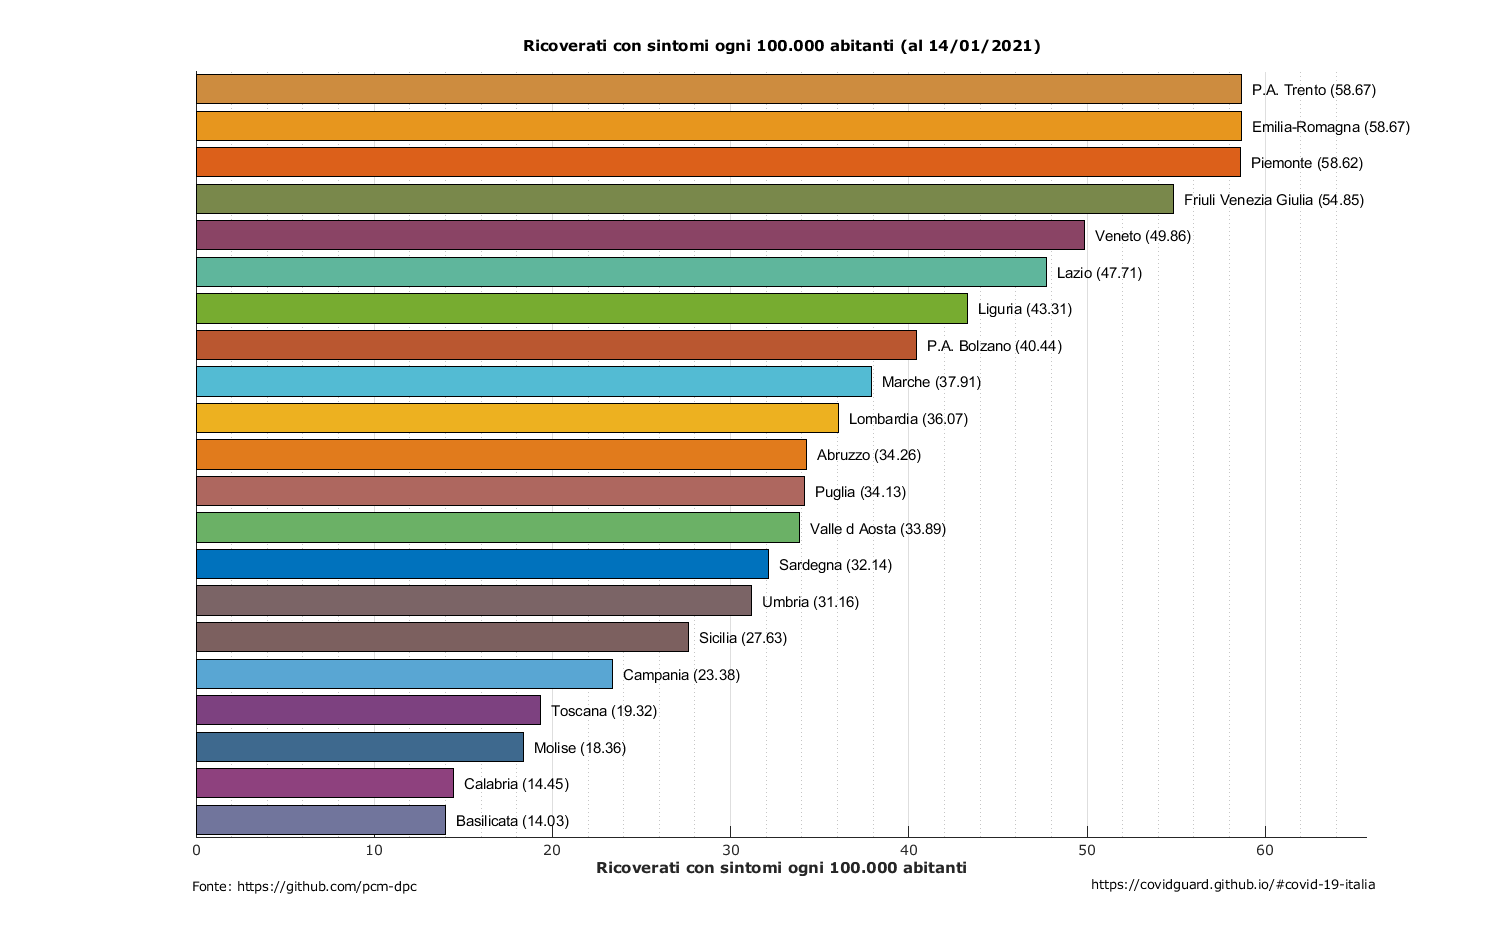 Ricoverati con sintomi ogni 100.000 abitanti (al 14/01/2021)
P.A. Trento (58.67)
Emilia-Romagna (58.67)
Piemonte (58.62)
Friuli Venezia Giulia (54.85)
Veneto (49.86)
Lazio (47.71)
Liguria (43.31)
P.A. Bolzano (40.44)
Marche (37.91)
Lombardia (36.07)
Abruzzo (34.26)
Puglia (34.13)
Valle d Aosta (33.89)
Sardegna (32.14)
Umbria (31.16)
Sicilia (27.63)
Campania (23.38)
Toscana (19.32)
Molise (18.36)
Calabria (14.45)
Basilicata (14.03)
0 10 20 30 40 50 60
Ricoverati con sintomi ogni 100.000 abitanti
Fonte: https://github.com/pcm-dpc
https://covidguard.github.io/#covid-19-italia